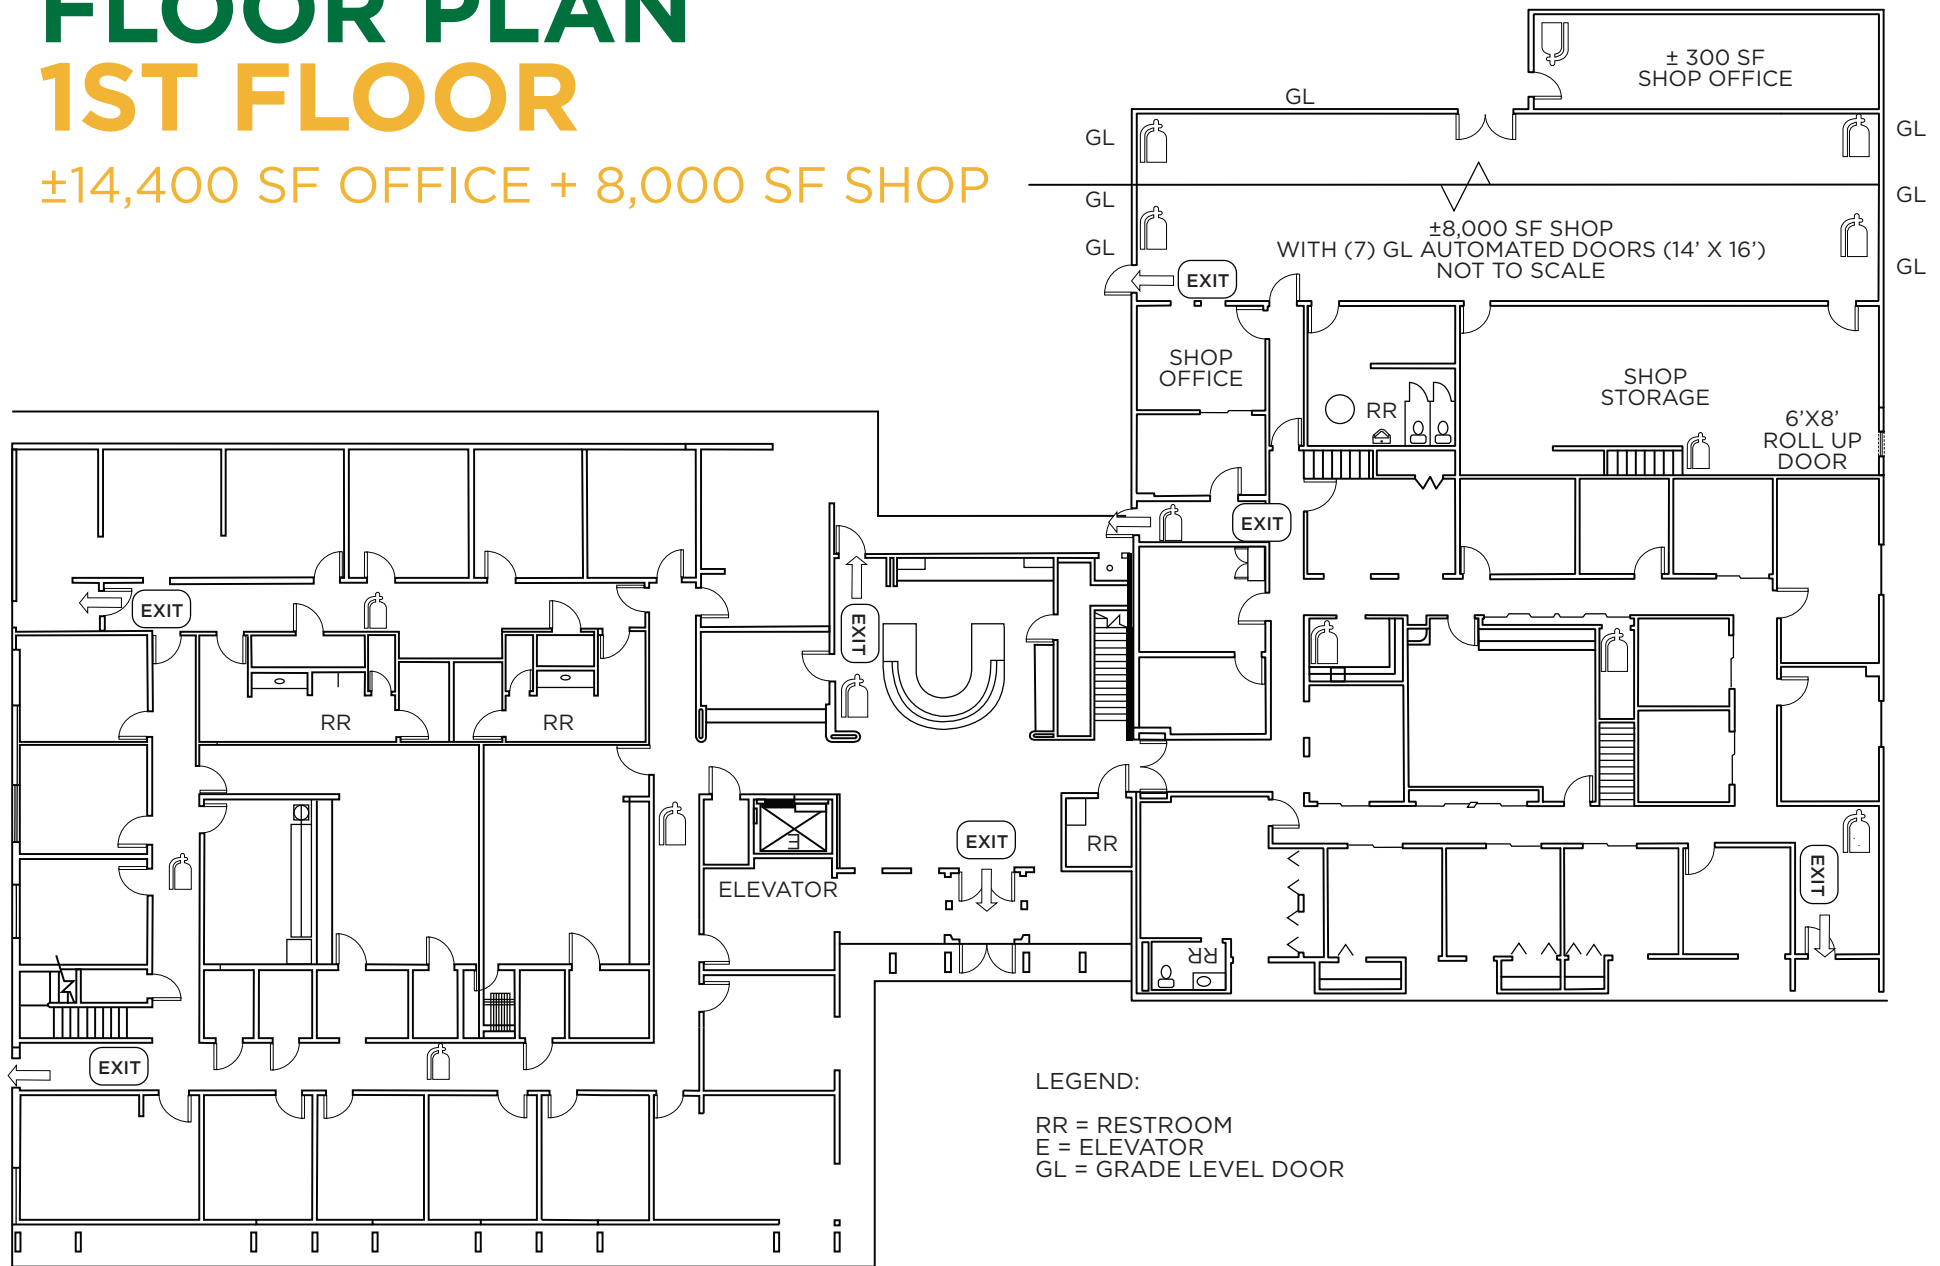 FLOOR PLAN
1ST FLOOR
±14,400 SF OFFICE + 8,000 SF SHOP
± 300 SF
SHOP OFFICE
GL
GL
GL
GL
GL
GL
GL
±8,000 SF SHOP
WITH (7) GL AUTOMATED DOORS (14' X 16')
NOT TO SCALE
EXIT
SHOP
OFFICE
RR
SHOP
STORAGE
6'X8'
ROLL UP
DOOR
EXIT
EXIT
EXIT
RR
RR
ELEVATOR
E
EXIT
RR
EXIT
RR
EXIT
LEGEND:
RR = RESTROOM
E = ELEVATOR
GL = GRADE LEVEL DOOR